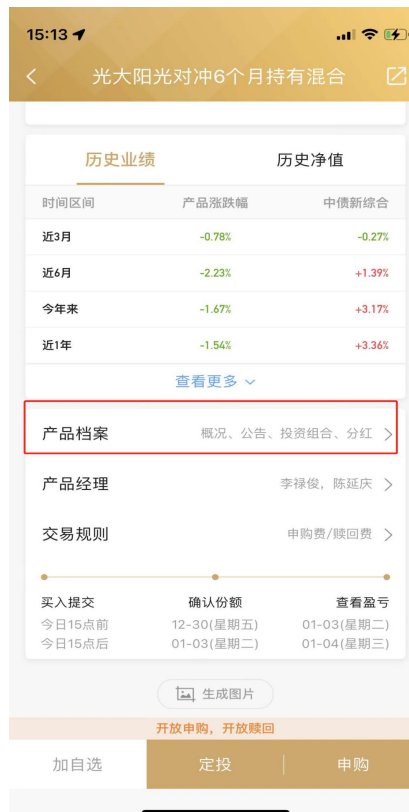 15:13
光大阳光对冲6个月持有混合
历史业绩 历史净值
时间区间 产品涨跌幅 中债新综合
近3月 -0.78% -0.27%
近6月 -2.23% +1.39%
今年来 -1.67% +3.17%
近1年 -1.54% +3.36%
查看更多
产品档案 概况、公告、投资组合、分红
产品经理 李禄俊，陈延庆
交易规则 申购费/赎回费
买入提交 确认份额 查看盈亏
今日15点前 12-30(星期五) 01-03(星期二)
今日15点后 01-03(星期二) 01-04(星期三)
生成图片
开放申购，开放赎回
加自选 定投 申购